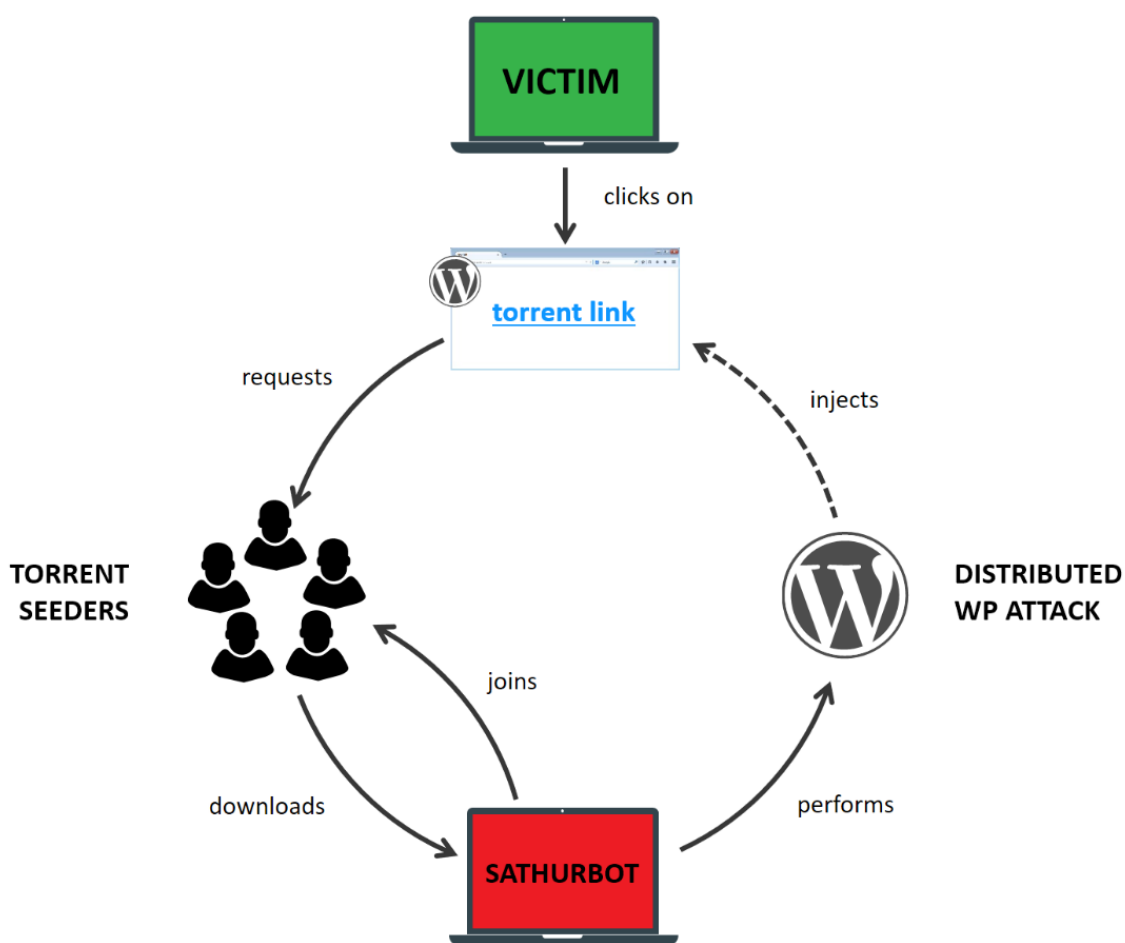 VICTIM
clicks on
torrent link
requests
injects
TORRENT
SEEDERS
DISTRIBUTED
WP ATTACK
joins
downloads
performs
SATHURBOT